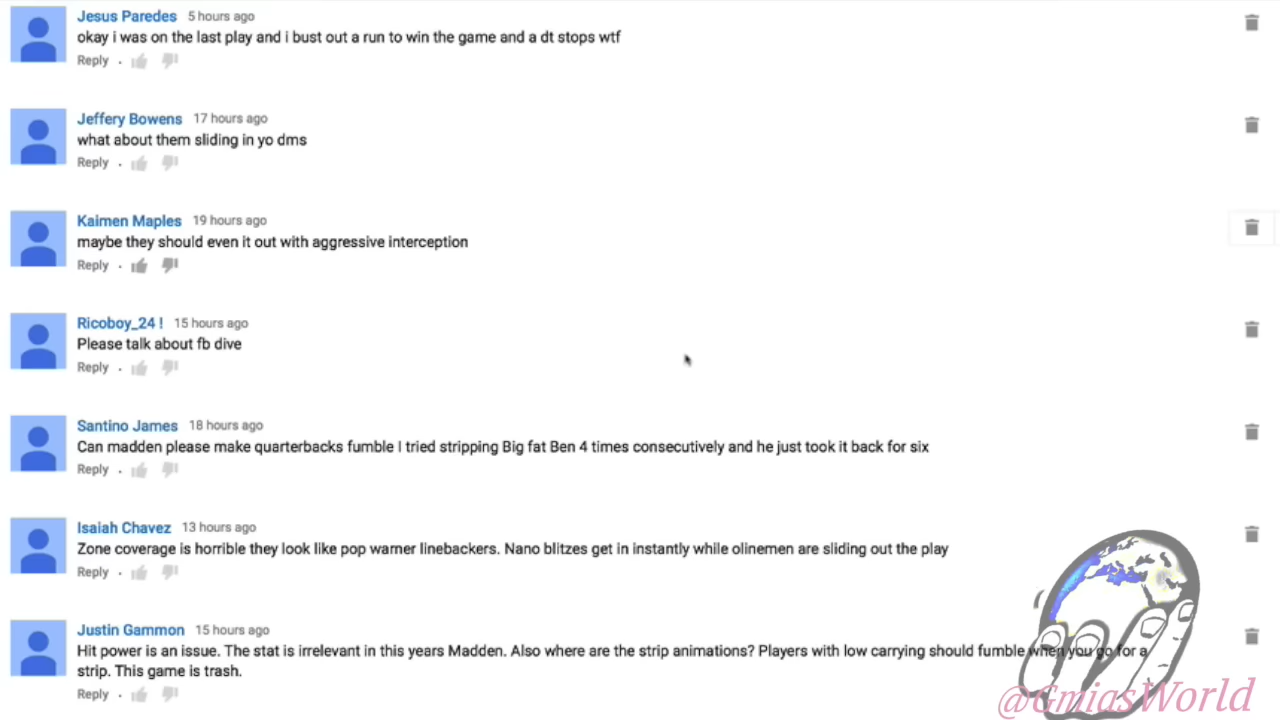 Jesus Paredes 5 hours ago
okay i was on the last play and i bust out a run to win the game and a dt stops wtf
Reply .
Jeffery Bowens 17 hours ago
what about them sliding in yo dms
Reply .
Kaimen Maples 19 hours ago
maybe they should even it out with aggressive interception
Reply .
Ricoboy_24 ! 15 hours ago
Please talk about fb dive
Reply .
Santino James 18 hours ago
Can madden please make quarterbacks fumble I tried stripping Big fat Ben 4 times consecutively and he just took it back for six
Reply .
Isaiah Chavez 13 hours ago
Zone coverage is horrible they look like pop warner linebackers. Nano blitzes get in instantly while olinemen are sliding out the play
Reply .
Justin Gammon 15 hours ago
Hit power is an issue. The stat is irrelevant in this years Madden. Also where are the strip animations? Players with low carrying should fumble when you go for a
strip. This game is trash.
Reply .
@GmiasWorld